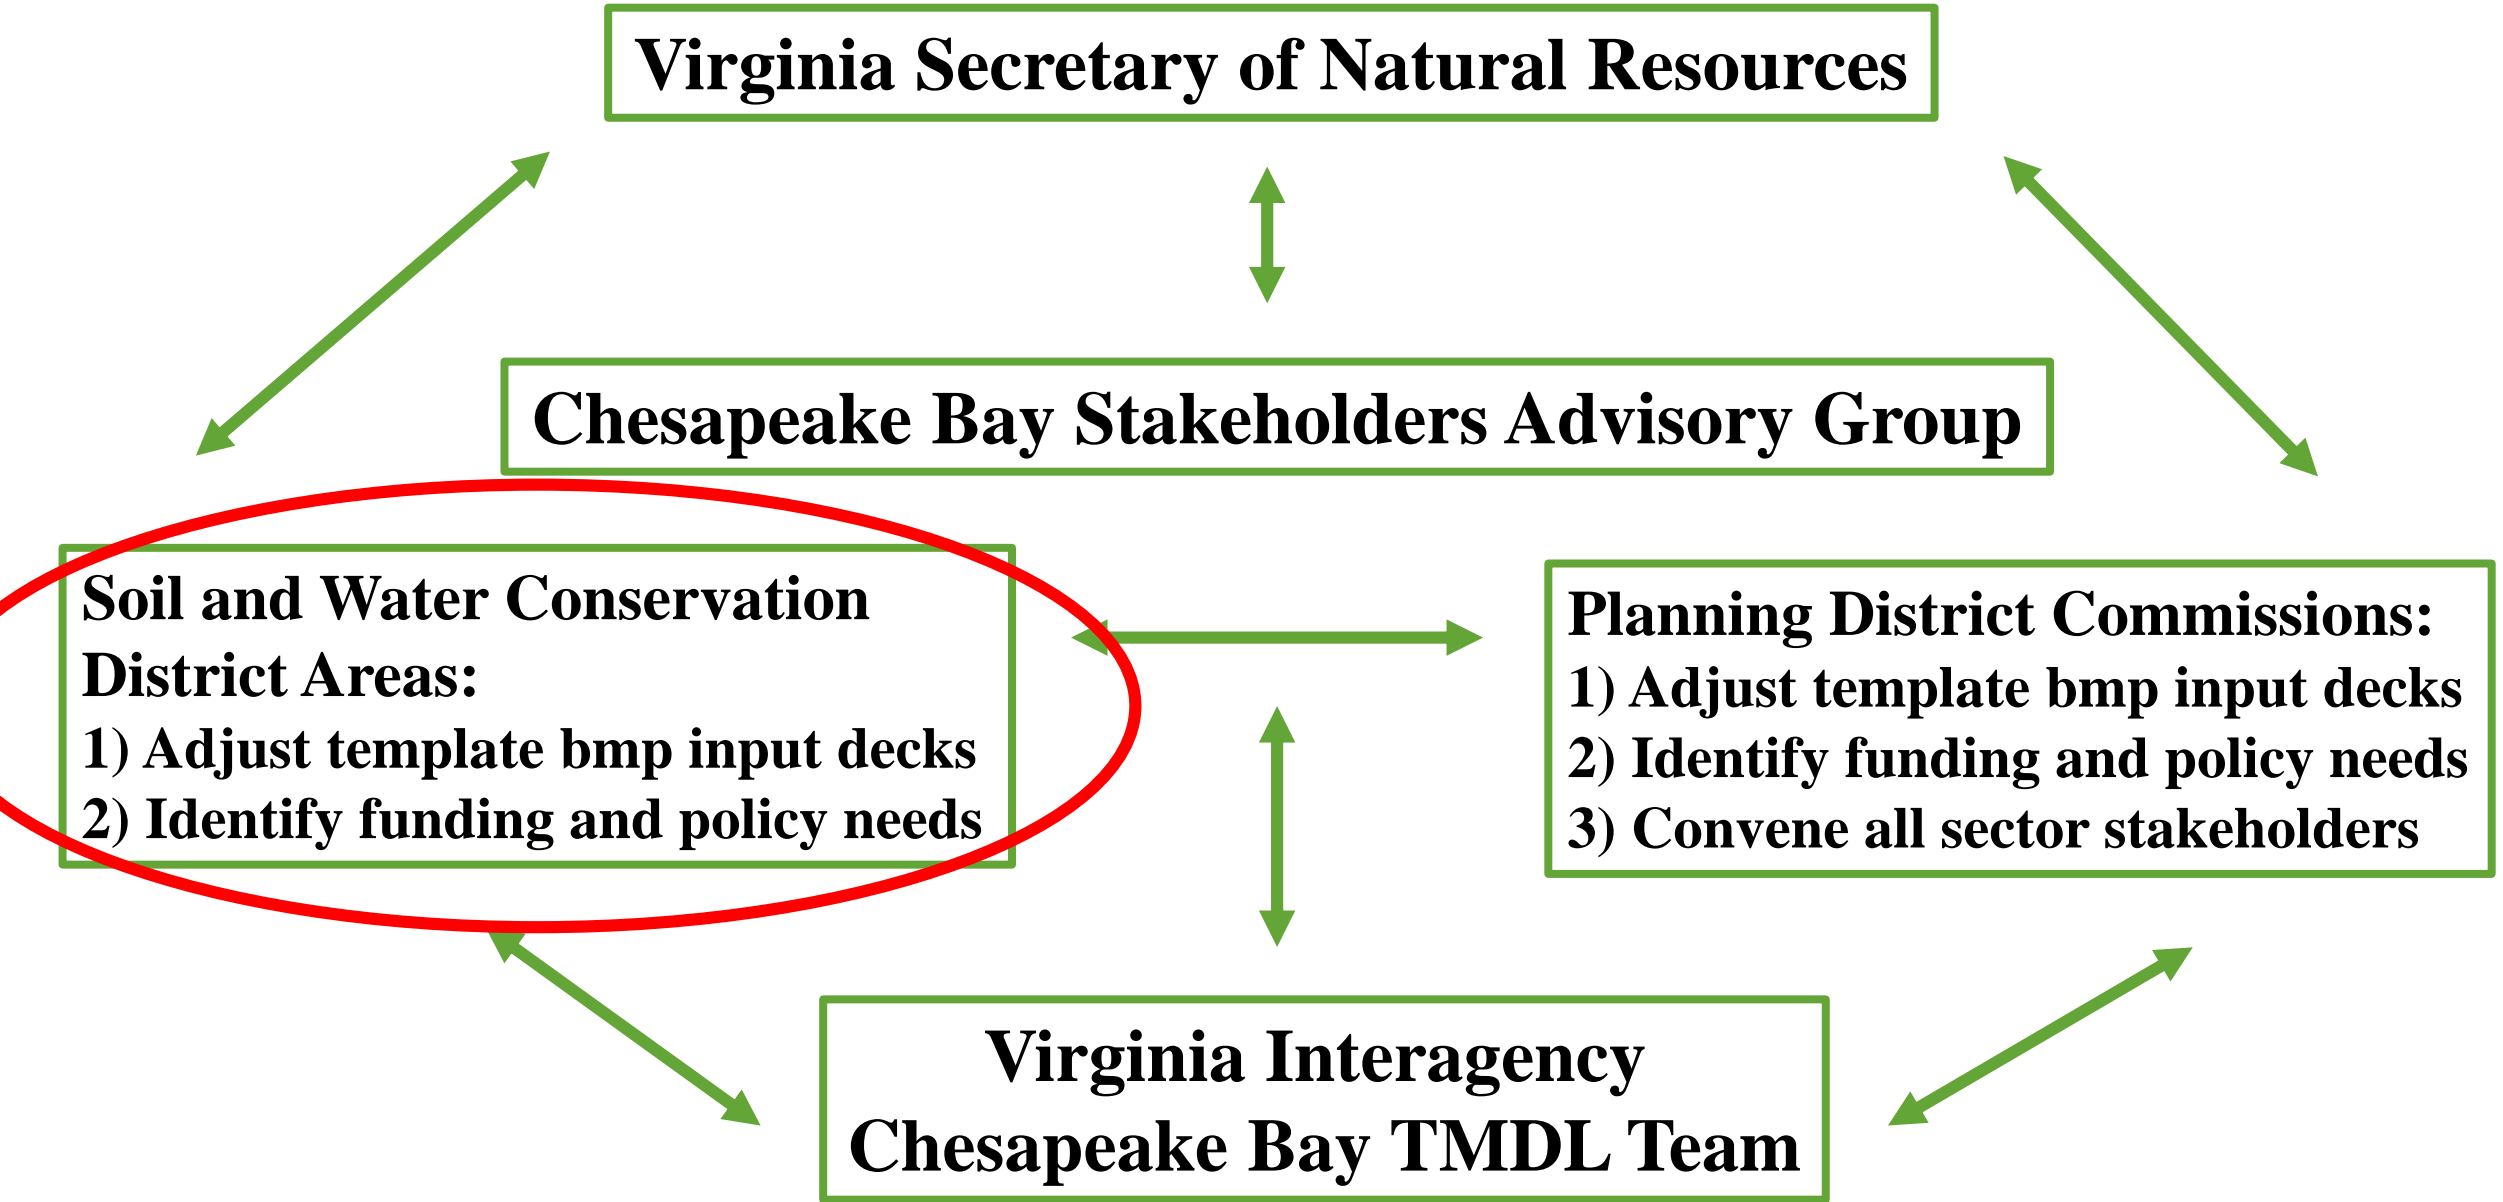 Virginia Secretary of Natural Resources
Chesapeake Bay Stakeholder Advisory Group
Soil and Water Conservation
District Areas:
1) Adjust template bmp input decks
2) Identify funding and policy needs
Planning District Commissions:
1) Adjust template bmp input decks
2) Identify funding and policy needs
3) Convene all sector stakeholders
Virginia Interagency
Chesapeke Bay TMDL Team